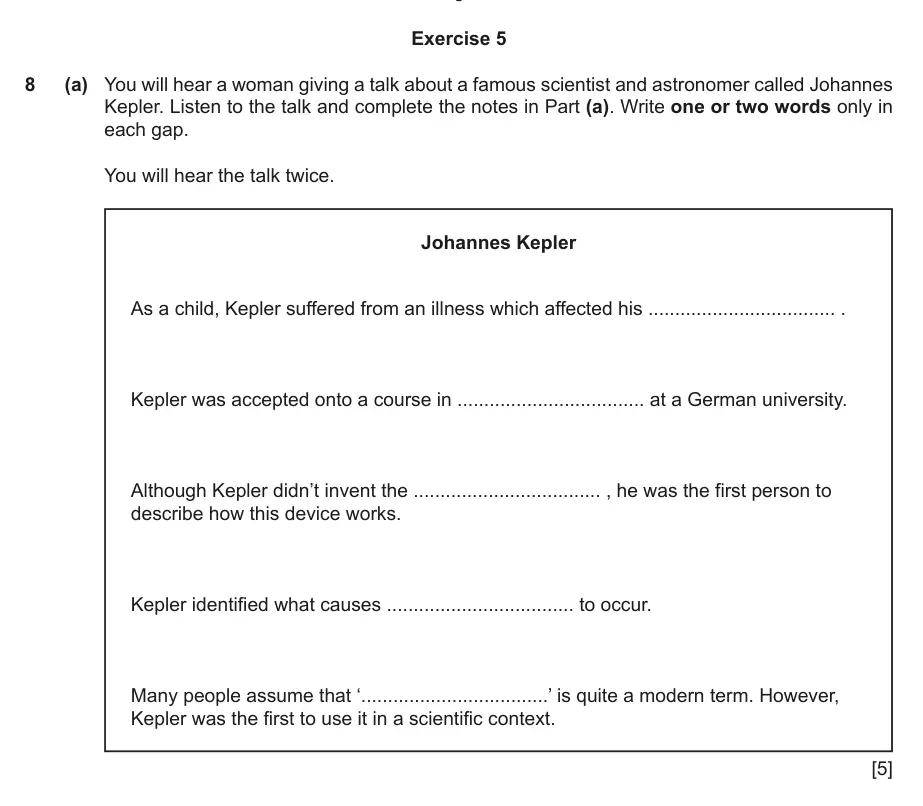 Exercise 5
8 (a) You will hear a woman giving a talk about a famous scientist and astronomer called Johannes
Kepler. Listen to the talk and complete the notes in Part (a). Write one or two words only in
each gap.
You will hear the talk twice.
Johannes Kepler
As a child, Kepler suffered from an illness which affected his ................................... .
Kepler was accepted onto a course in ................................... at a German university.
Although Kepler didn’t invent the ................................... , he was the first person to
describe how this device works.
Kepler identified what causes ................................... to occur.
Many people assume that ‘...................................’ is quite a modern term. However,
Kepler was the first to use it in a scientific context.
[5]